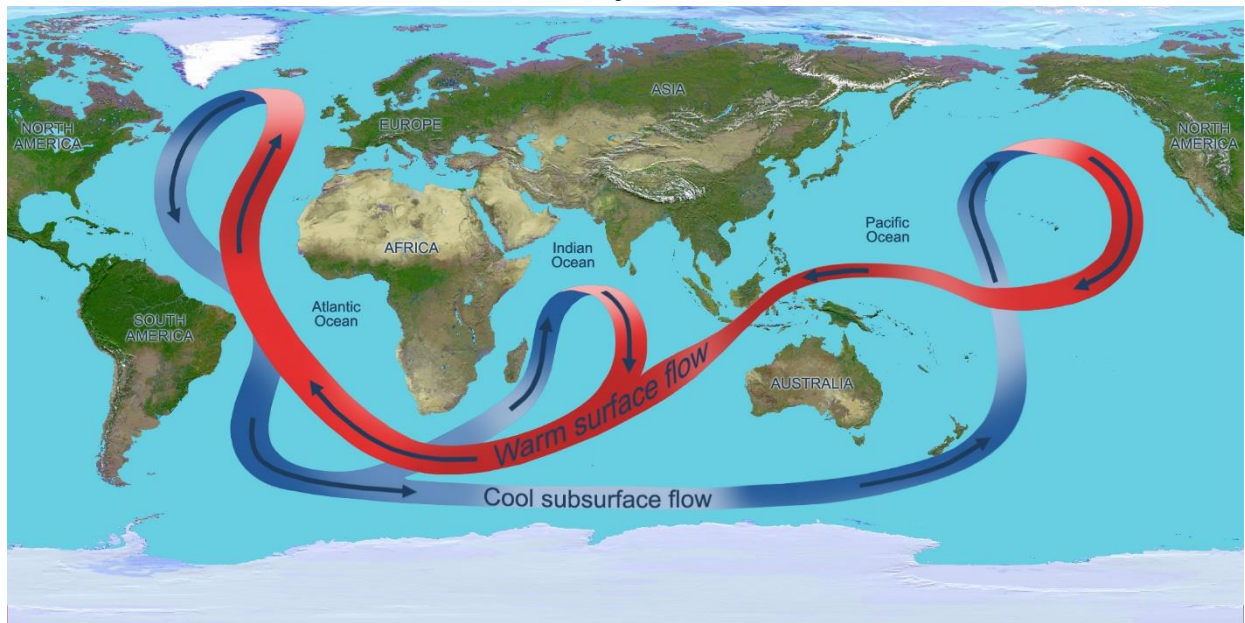 NORTH
AMERICA
EUROPE
ASIA
NORTH
AMERICA
AFRICA
Indian
Ocean
Pacific
Ocean
Atlantic
Ocean
SOUTH
AMERICA
AUSTRALIA
Warm surface flow
Cool subsurface flow